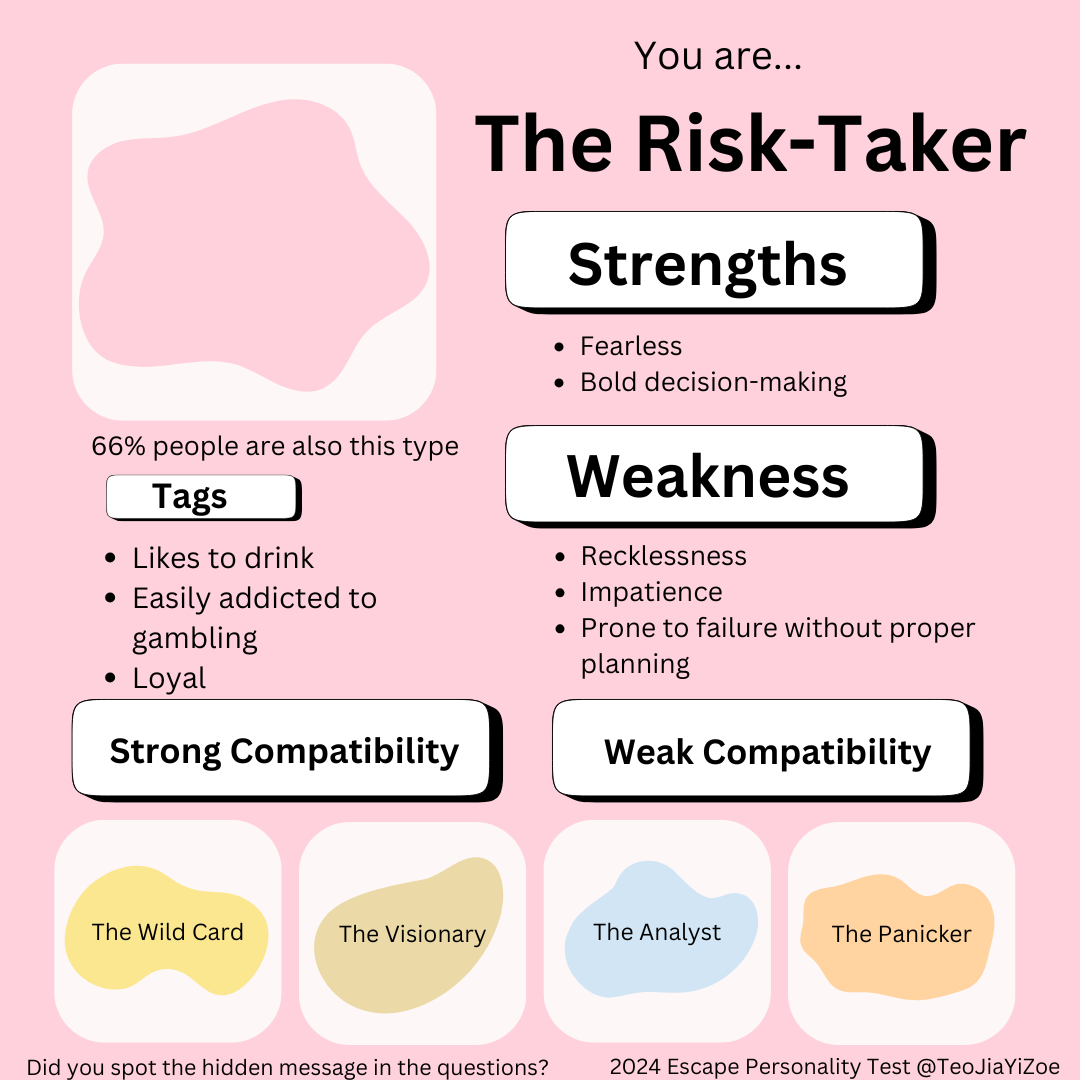 You are...
The Risk-Taker
Strengths
• Fearless
• Bold decision-making
66% people are also this type
Tags
• Likes to drink
• Easily addicted to
gambling
• Loyal
Weakness
• Recklessness
• Impatience
• Prone to failure without proper
planning
Strong Compatibility
Weak Compatibility
The Wild Card
The Visionary
The Analyst
The Panicker
Did you spot the hidden message in the questions?
2024 Escape Personality Test @TeoJiaYiZoe